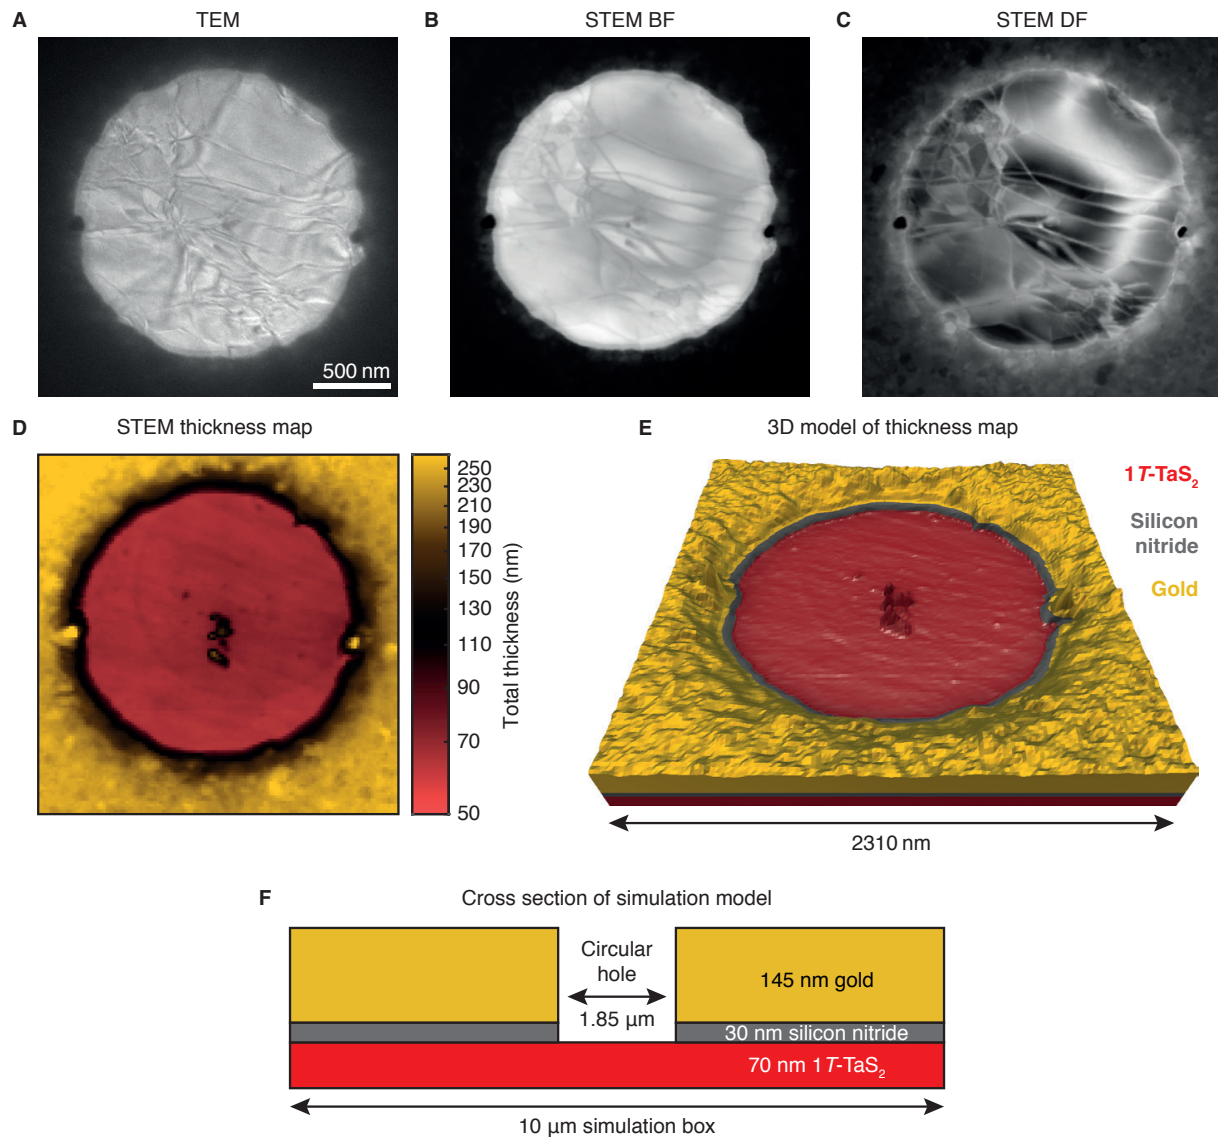 A
TEM
B
STEM BF
C
STEM DF
500 nm
D
STEM thickness map
250
230
210
190
170
150
130
110
90
70
50
Total thickness (nm)
E
3D model of thickness map
1T-TaS₂
Silicon
nitride
Gold
2310 nm
F
Cross section of simulation model
Circular
hole
1.85 µm
145 nm gold
30 nm silicon nitride
70 nm 1T-TaS₂
10 µm simulation box